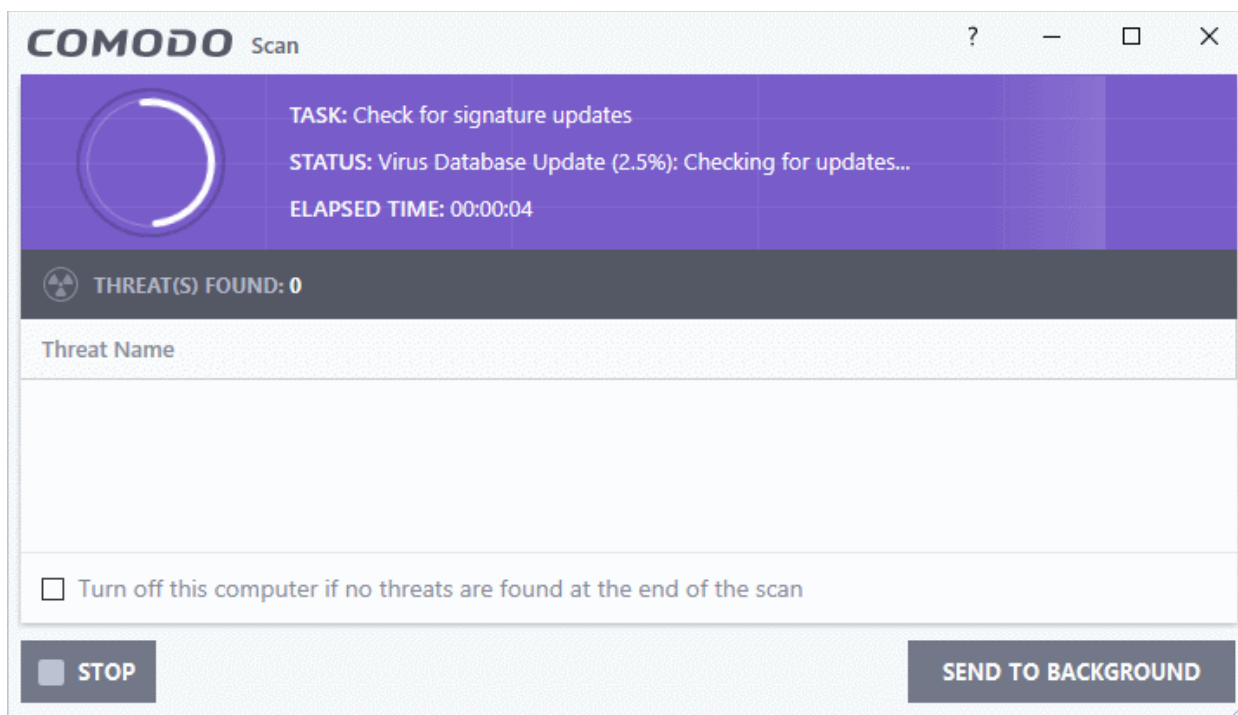 COMODO Scan ?
TASK: Check for signature updates
STATUS: Virus Database Update (2.5%): Checking for updates...
ELAPSED TIME: 00:00:04
THREAT(S) FOUND: 0
Threat Name
Turn off this computer if no threats are found at the end of the scan
STOP
SEND TO BACKGROUND